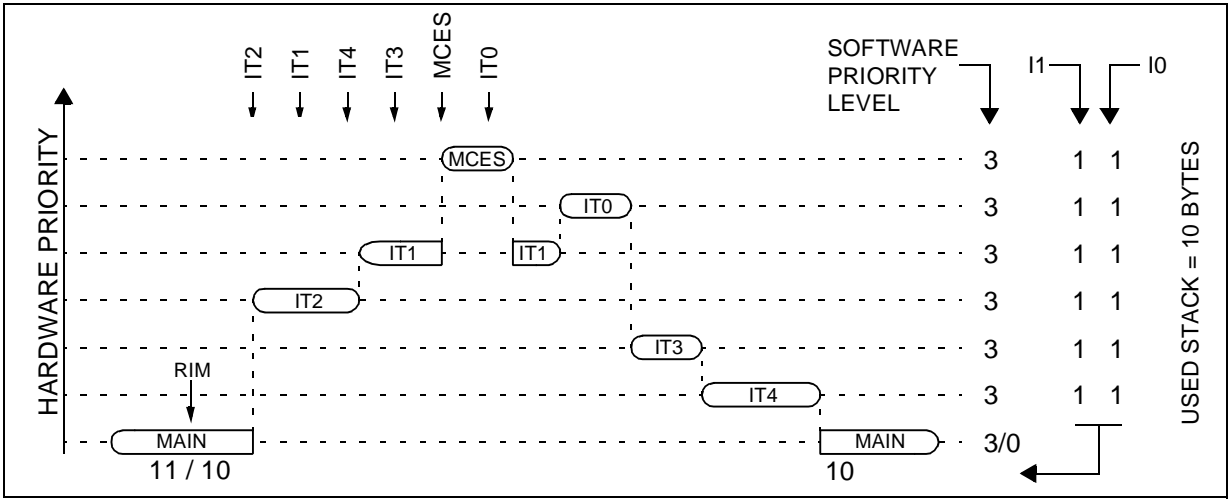 IT2
IT1
IT4
IT3
MCES
IT0
SOFTWARE
PRIORITY
LEVEL
I1
I0
HARDWARE PRIORITY
MCES
3
1 1
IT0
3
1 1
IT1
IT1
3
1 1
IT2
3
1 1
IT3
3
1 1
RIM
IT4
3
1 1
MAIN
MAIN
3/0
11 / 10
10
USED STACK = 10 BYTES